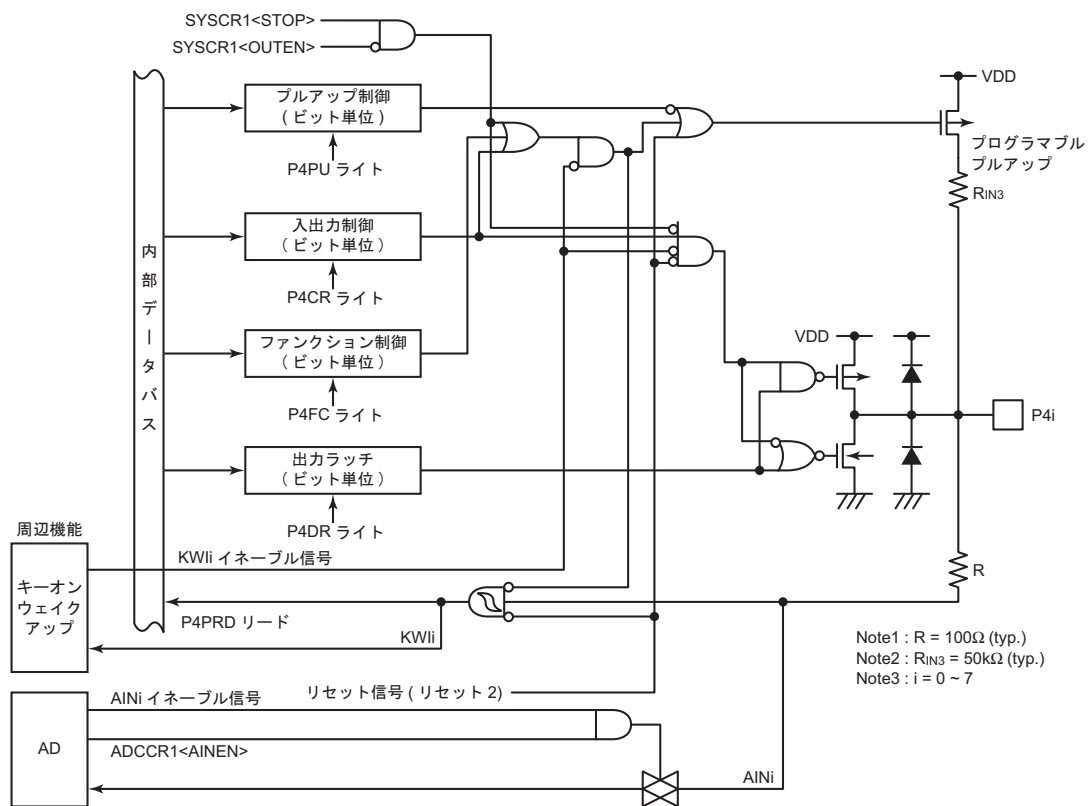 SYSCR1<STOP>
SYSCR1<OUTEN>
プルアップ制御
( ビット単位 )
P4PU ライト
入出力制御
( ビット単位 )
P4CR ライト
ファンクション制御
( ビット単位 )
P4FC ライト
出力ラッチ
( ビット単位 )
P4DR ライト
内部データバス
VDD
プログラマブル
プルアップ
RIN3
VDD
P4i
R
周辺機能
キーオン
ウェイク
アップ
KWIi イネーブル信号
P4PRD リード
KWIi
リセット信号 ( リセット 2 )
AD
AINi イネーブル信号
ADCCR1<AINEN>
AINi
Note1 : R = 100Ω (typ.)
Note2 : RIN3 = 50kΩ (typ.)
Note3 : i = 0 ~ 7